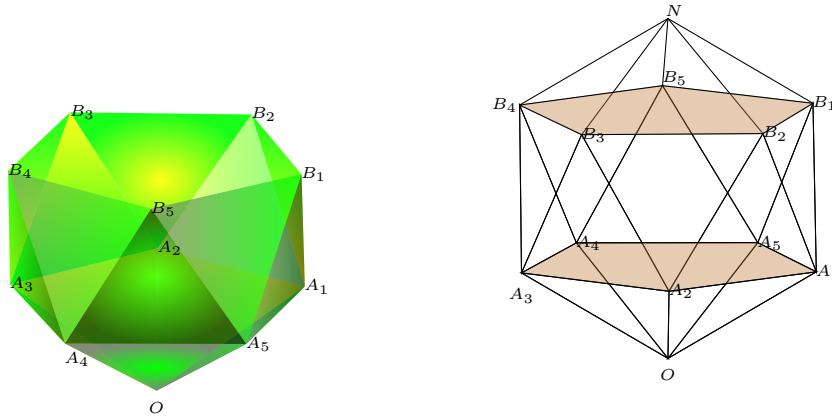 B₃
B₂
B₄
B₁
B₅
A₂
A₃
A₁
A₄
A₅
O
N
B₅
B₄
B₁
B₃
B₂
A₄
A₅
A
A₃
A₂
O